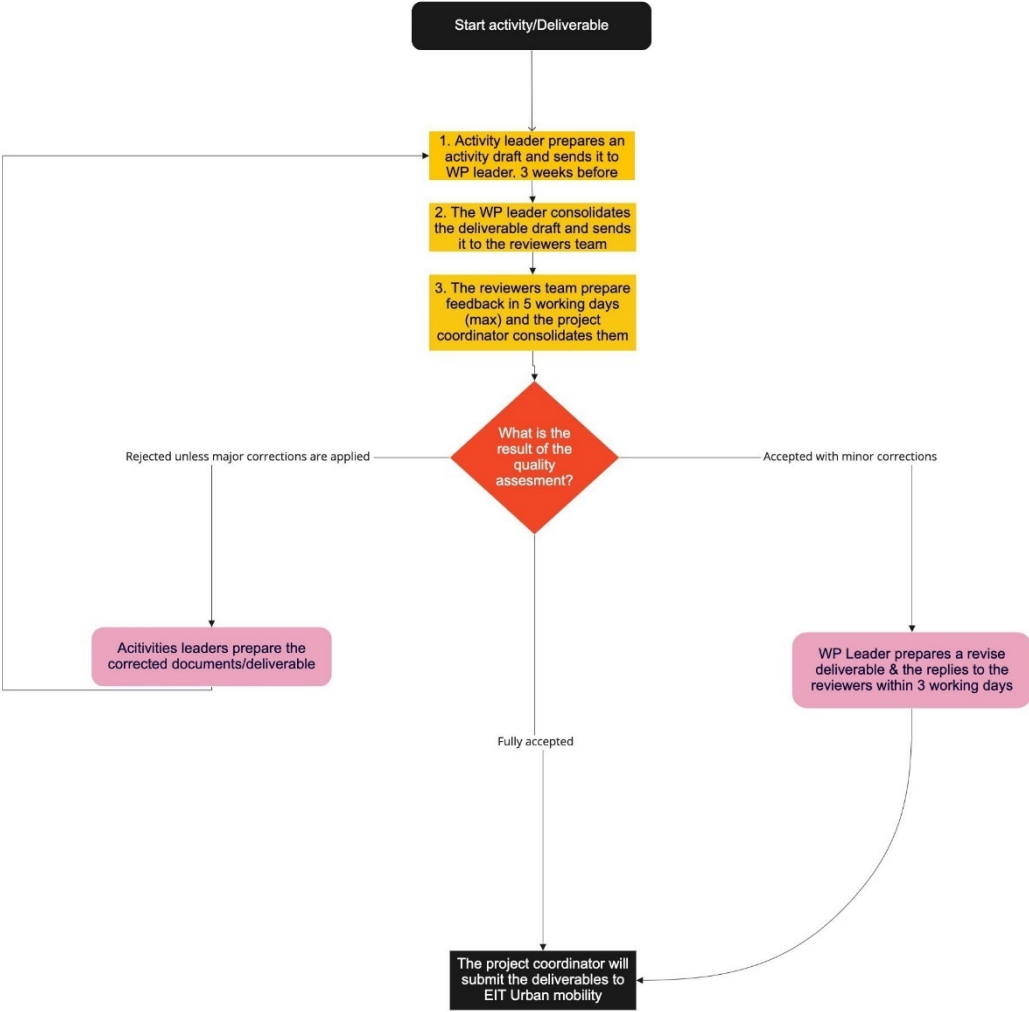 Start activity/Deliverable
1. Activity leader prepares an
activity draft and sends it to
WP leader, 3 weeks before
2. The WP leader consolidates
the deliverable draft and sends
it to the reviewers team
3. The reviewers team prepare
feedback in 5 working days
(max) and the project
coordinator consolidates them
What is the
result of the
quality
assesment?
Rejected unless major corrections are applied
Accepted with minor corrections
Acitivities leaders prepare the
corrected documents/deliverable
WP Leader prepares a revise
deliverable & the replies to the
reviewers within 3 working days
Fully accepted
The project coordinator will
submit the deliverables to
EIT Urban mobility